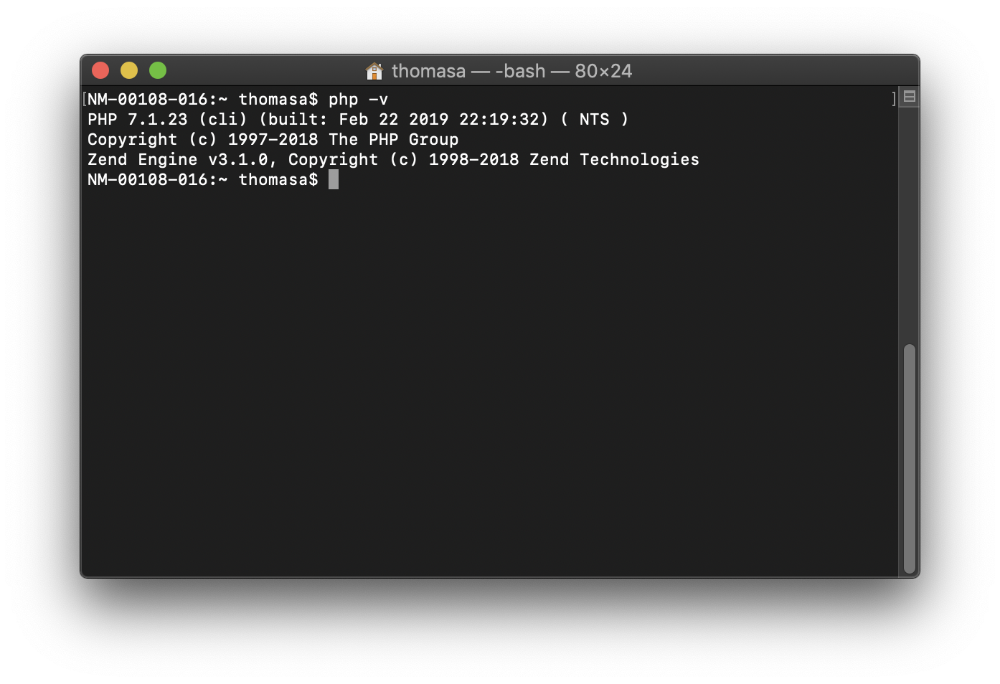 thomasa — -bash — 80×24
[NM-00108-016:~ thomasa$ php -v ]
PHP 7.1.23 (cli) (built: Feb 22 2019 22:19:32) ( NTS )
Copyright (c) 1997-2018 The PHP Group
Zend Engine v3.1.0, Copyright (c) 1998-2018 Zend Technologies
NM-00108-016:~ thomasa$